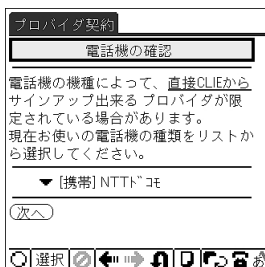 プロバイダ契約
電話機の確認
電話機の機種によって、直接CLIEから
サインアップ出来る プロバイダが限
定されている場合があります。
現在お使いの電話機の種類をリストか
ら選択してください。
▼ [携帯] NTTﾄﾞｺﾓ
次へ
選択
あ